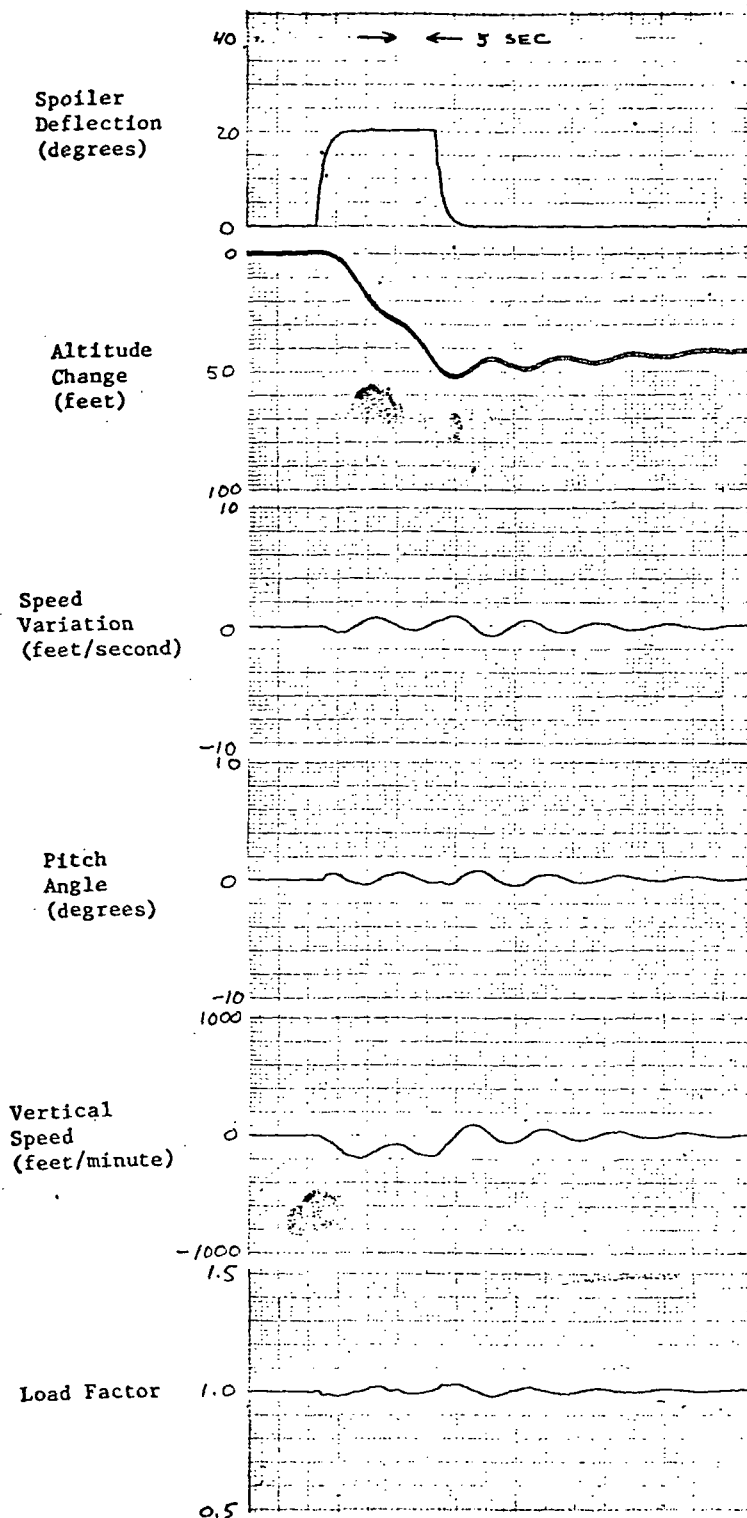 40
5 SEC
Spoiler
Deflection
(degrees)
20
0
0
Altitude
Change
(feet)
50
100
10
Speed
Variation
(feet/second)
0
-10
10
Pitch
Angle
(degrees)
0
-10
1000
Vertical
Speed
(feet/minute)
0
-1000
1.5
Load Factor
1.0
0.5